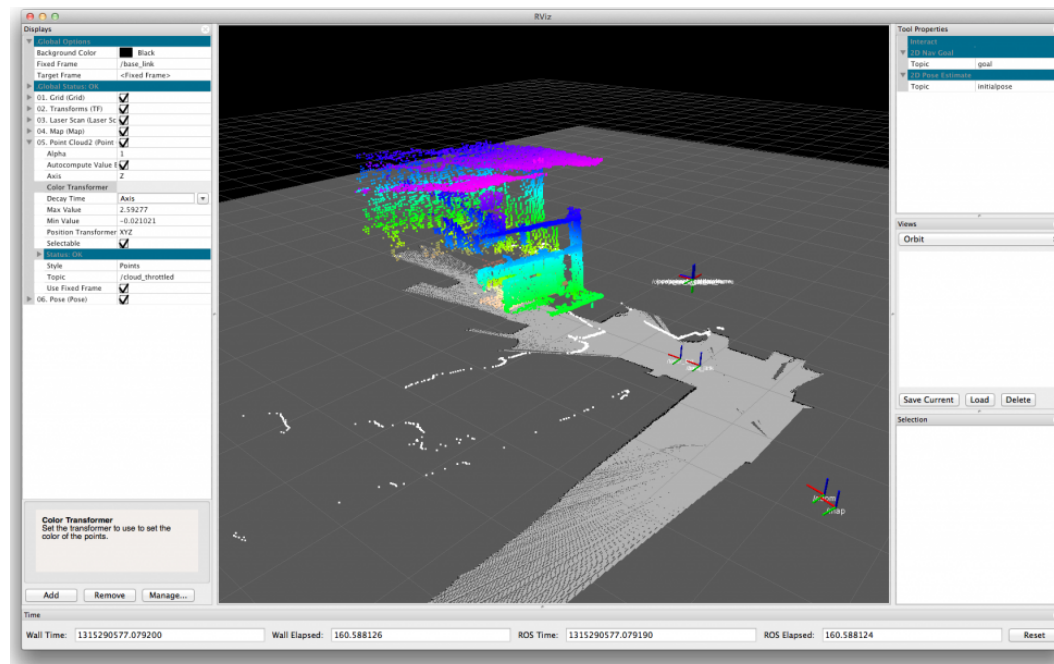 RViz
Displays
.Global Options
Background Color Black
Fixed Frame /base_link
Target Frame <Fixed Frame>
.Global Status: OK
01. Grid (Grid)
02. Transforms (TF)
03. Laser Scan (Laser Sc
04. Map (Map)
05. Point Cloud2 (Point
Alpha 1
Autocompute Value B
Axis Z
Color Transformer
Decay Time Axis
Max Value 2.59277
Min Value -0.021021
Position Transformer XYZ
Selectable
Status: OK
Style Points
Topic /cloud_throttled
Use Fixed Frame
06. Pose (Pose)
Color Transformer
Set the transformer to use to set the
color of the points.
Add Remove Manage...
Tool Properties
Interact
2D Nav Goal
Topic goal
2D Pose Estimate
Topic initialpose
Views
Orbit
Save Current Load Delete
Selection
Time
Wall Time: 1315290577.079200 Wall Elapsed: 160.588126 ROS Time: 1315290577.079190 ROS Elapsed: 160.588124 Reset